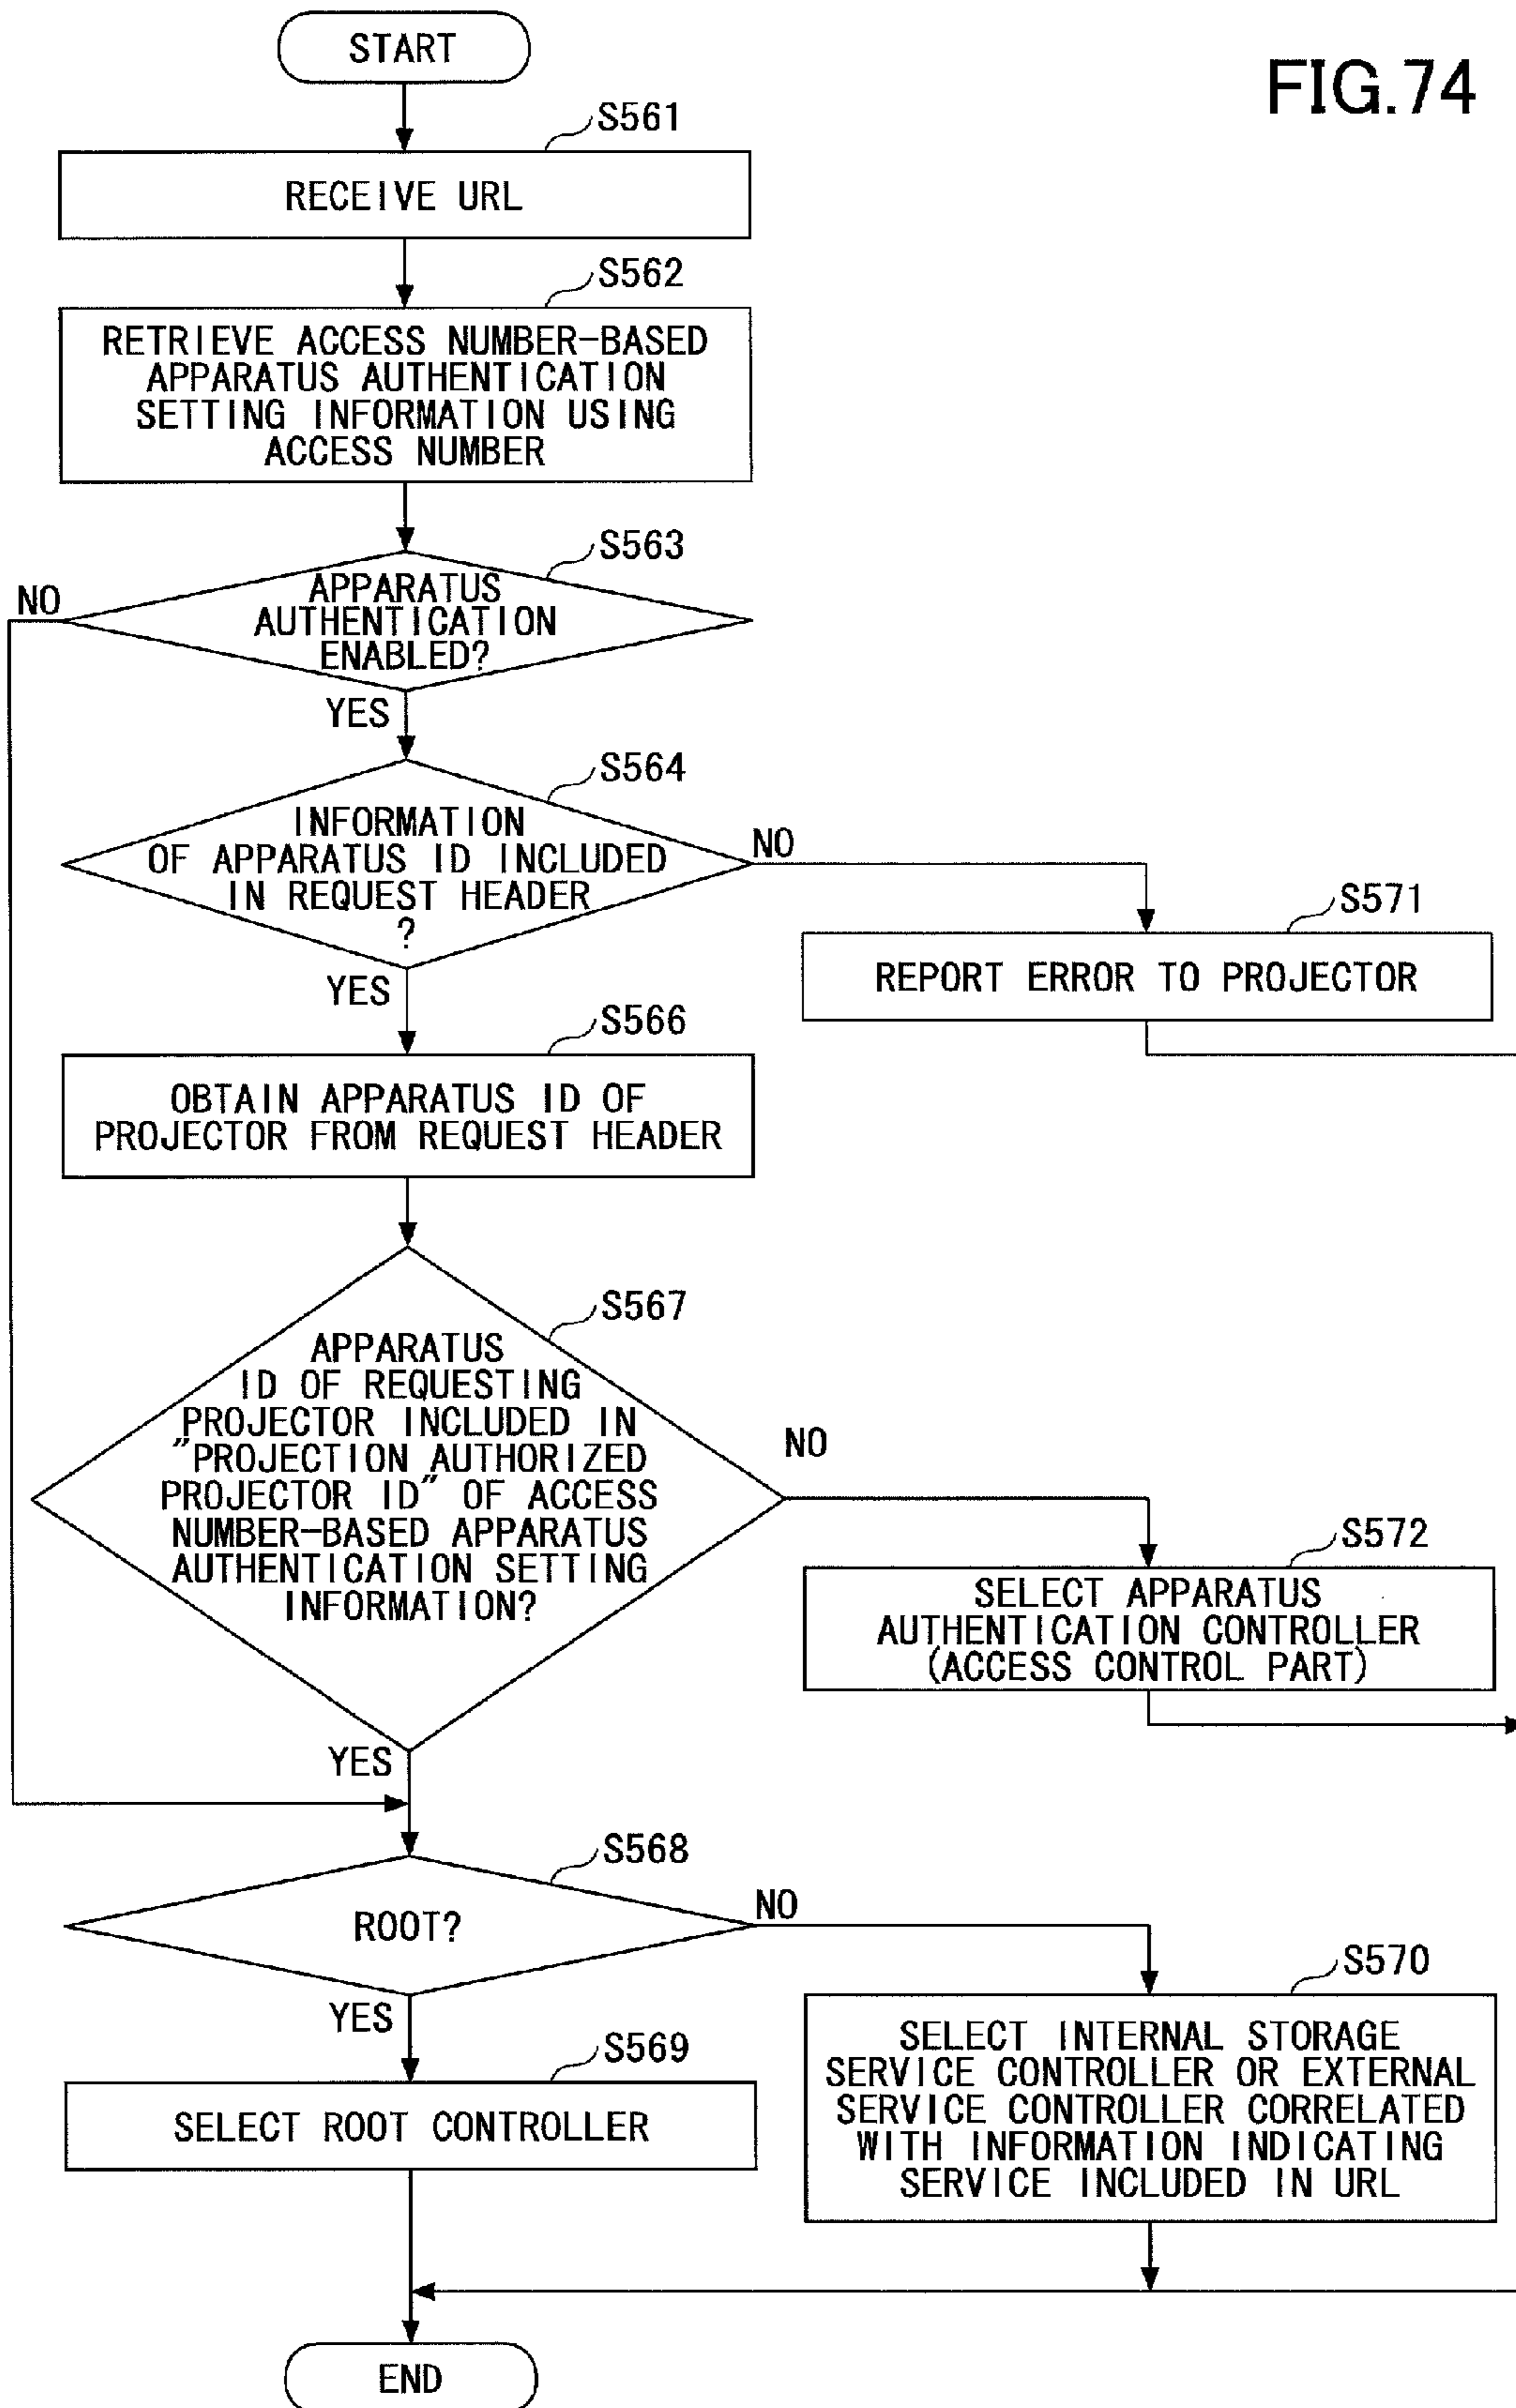 FIG.74
START
S561
RECEIVE URL
S562
RETRIEVE ACCESS NUMBER-BASED
APPARATUS AUTHENTICATION
SETTING INFORMATION USING
ACCESS NUMBER
S563
APPARATUS
AUTHENTICATION
ENABLED?
NO
YES
S564
INFORMATION
OF APPARATUS ID INCLUDED
IN REQUEST HEADER
?
NO
YES
S571
REPORT ERROR TO PROJECTOR
S566
OBTAIN APPARATUS ID OF
PROJECTOR FROM REQUEST HEADER
S567
APPARATUS
ID OF REQUESTING
PROJECTOR INCLUDED IN
"PROJECTION AUTHORIZED
PROJECTOR ID" OF ACCESS
NUMBER-BASED APPARATUS
AUTHENTICATION SETTING
INFORMATION?
NO
YES
S572
SELECT APPARATUS
AUTHENTICATION CONTROLLER
(ACCESS CONTROL PART)
S568
ROOT?
NO
YES
S570
SELECT INTERNAL STORAGE
SERVICE CONTROLLER OR EXTERNAL
SERVICE CONTROLLER CORRELATED
WITH INFORMATION INDICATING
SERVICE INCLUDED IN URL
S569
SELECT ROOT CONTROLLER
END